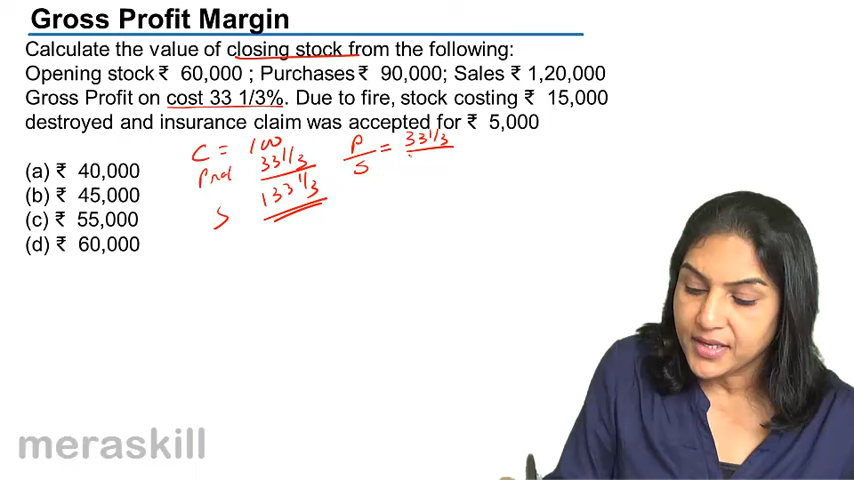 Gross Profit Margin
Calculate the value of closing stock from the following:
Opening stock ₹ 60,000 ; Purchases ₹ 90,000; Sales ₹ 1,20,000
Gross Profit on cost 33 1/3%. Due to fire, stock costing ₹ 15,000
destroyed and insurance claim was accepted for ₹ 5,000
C = 100
Prof 33 1/3
S 133 1/3
P/S = 33 1/3
(a) ₹ 40,000
(b) ₹ 45,000
(c) ₹ 55,000
(d) ₹ 60,000
meraskill